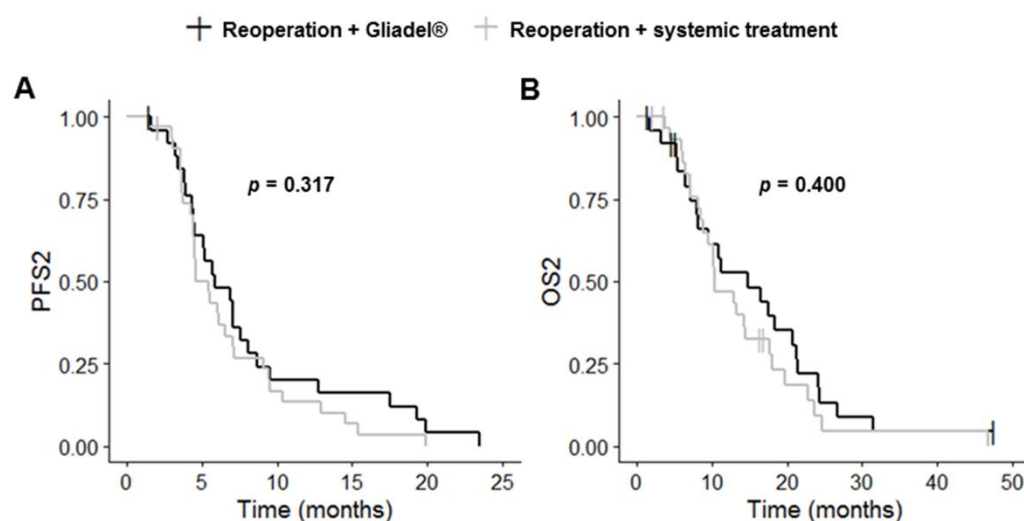 Reoperation + Gliadel® Reoperation + systemic treatment
A
B
1.00
0.75
0.50
0.25
0.00
PFS2
p = 0.317
0 5 10 15 20 25
Time (months)
1.00
0.75
0.50
0.25
0.00
OS2
p = 0.400
0 10 20 30 40 50
Time (months)